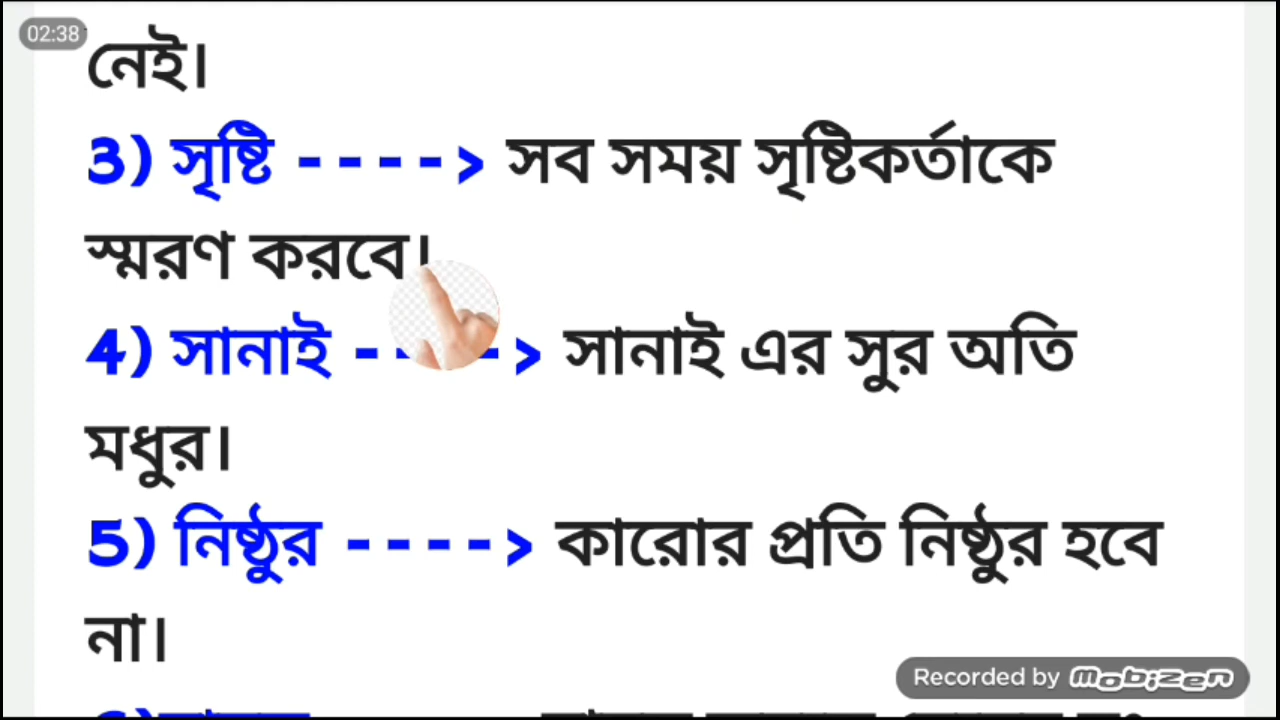 02:38
নেই।
3) সৃষ্টি ----> সব সময় সৃষ্টিকর্তাকে
স্মরণ করবে।
4) সানাই ----> সানাই এর সুর অতি
মধুর।
5) নিষ্ঠুর ----> কারোর প্রতি নিষ্ঠুর হবে
না।
Recorded by Mobizen